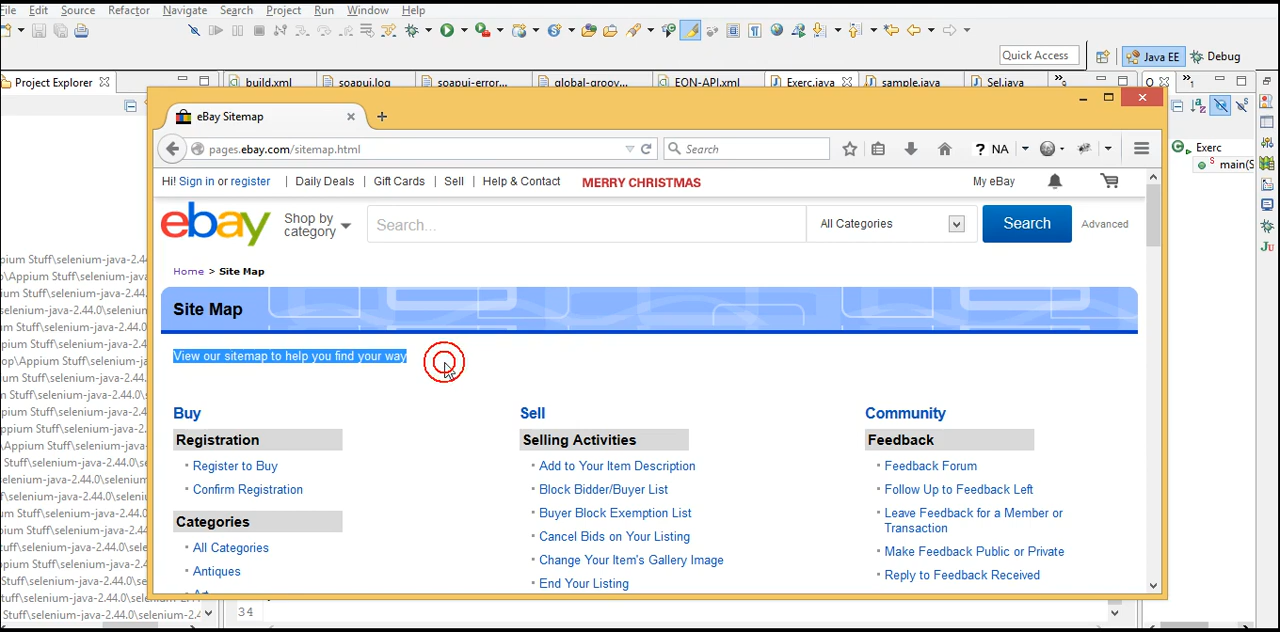 File Edit Source Refactor Navigate Search Project Run Window Help
Quick Access Java EE Debug
Project Explorer build.xml soapui.log soapui-error... global-groov... EON-API.xml Exerc.java sample.java Sel.java
eBay Sitemap
pages.ebay.com/sitemap.html Search ? NA
Exerc
main(S
Hi! Sign in or register | Daily Deals | Gift Cards | Sell | Help & Contact MERRY CHRISTMAS My eBay
ebay Shop by category Search... All Categories Search Advanced
Home > Site Map
Site Map
View our sitemap to help you find your way
Buy
Registration
Register to Buy
Confirm Registration
Categories
All Categories
Antiques
Sell
Selling Activities
Add to Your Item Description
Block Bidder/Buyer List
Buyer Block Exemption List
Cancel Bids on Your Listing
Change Your Item's Gallery Image
End Your Listing
Community
Feedback
Feedback Forum
Follow Up to Feedback Left
Leave Feedback for a Member or
Transaction
Make Feedback Public or Private
Reply to Feedback Received
34